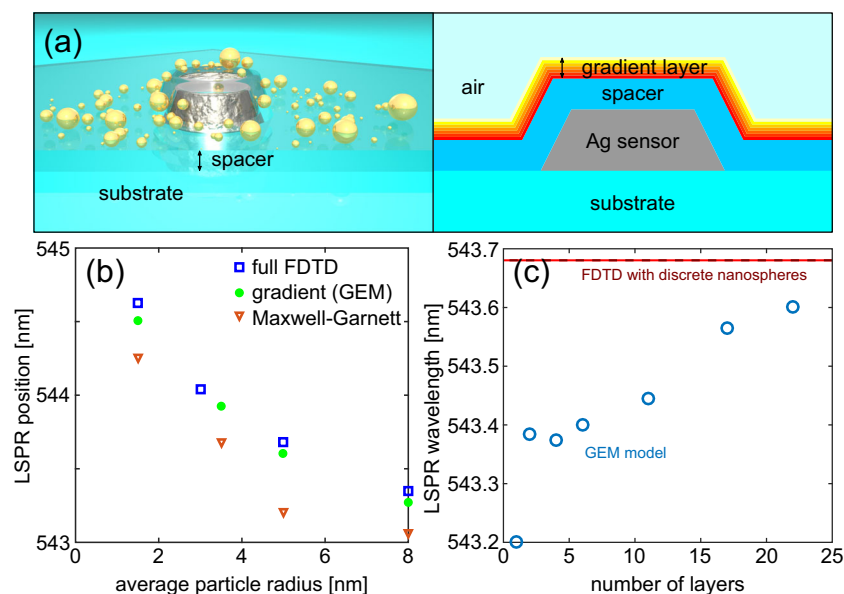 (a)
spacer
substrate
air
gradient layer
spacer
Ag sensor
substrate
(b)
full FDTD
gradient (GEM)
Maxwell-Garnett
545
544
543
LSPR position [nm]
0 2 4 6 8
average particle radius [nm]
(c)
FDTD with discrete nanospheres
GEM model
543.7
543.6
543.5
543.4
543.3
543.2
LSPR wavelength [nm]
0 5 10 15 20 25
number of layers